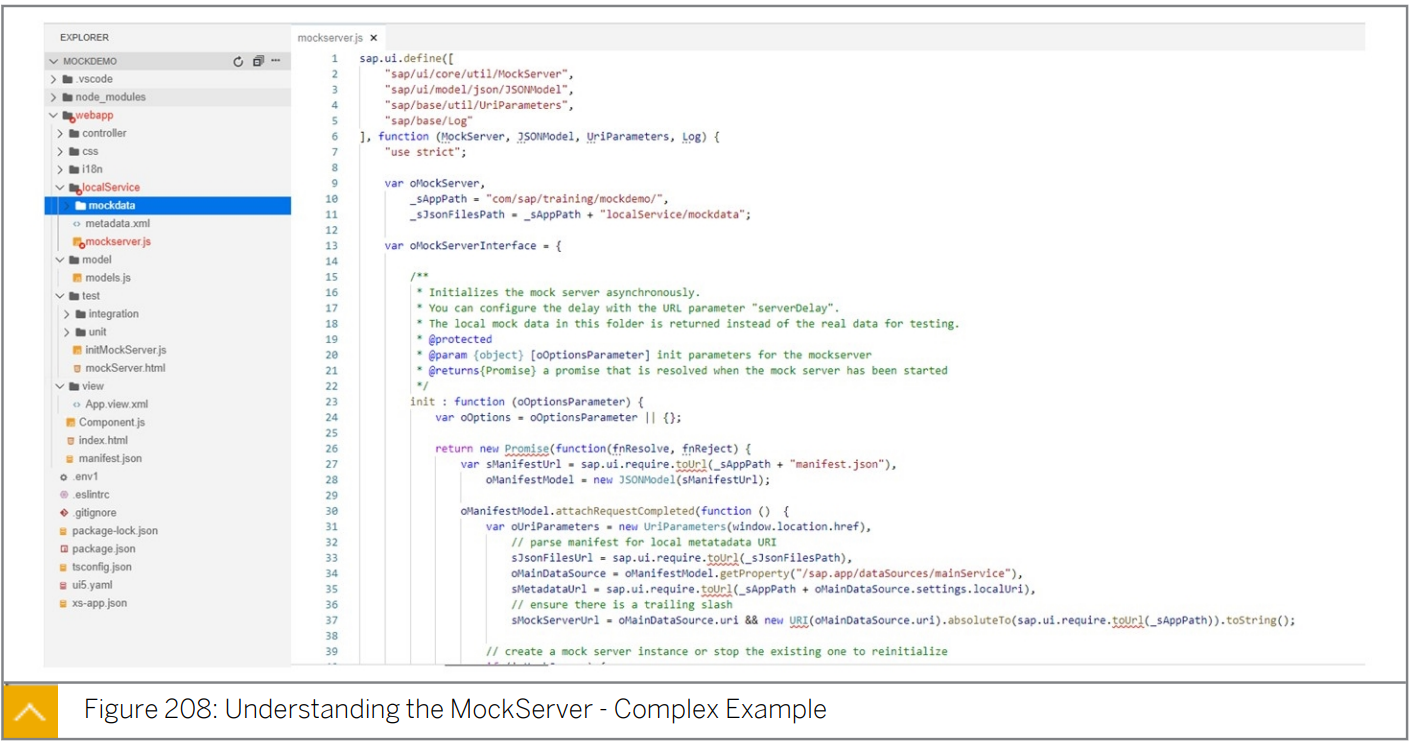 EXPLORER
MOCKDEMO
.vscode
node_modules
webapp
controller
css
i18n
localService
mockdata
metadata.xml
mockserver.js
model
models.js
test
integration
unit
initMockServer.js
mockServer.html
view
App.view.xml
Component.js
index.html
manifest.json
.env1
.eslintrc
.gitignore
package-lock.json
package.json
tsconfig.json
ui5.yaml
xs-app.json
mockserver.js ×
1 sap.ui.define([
2 "sap/ui/core/util/MockServer",
3 "sap/ui/model/json/JSONModel",
4 "sap/base/util/UriParameters",
5 "sap/base/Log"
6 ], function (MockServer, JSONModel, UriParameters, Log) {
7 "use strict";
8
9 var oMockServer,
10 _sAppPath = "com/sap/training/mockdemo/",
11 _sJsonFilesPath = _sAppPath + "localService/mockdata";
12
13 var oMockServerInterface = {
14
15 /**
16 * Initializes the mock server asynchronously.
17 * You can configure the delay with the URL parameter "serverDelay".
18 * The local mock data in this folder is returned instead of the real data for testing.
19 * @protected
20 * @param {object} [oOptionsParameter] init parameters for the mockserver
21 * @returns{Promise} a promise that is resolved when the mock server has been started
22 */
23 init : function (oOptionsParameter) {
24 var oOptions = oOptionsParameter || {};
25
26 return new Promise(function(fnResolve, fnReject) {
27 var sManifestUrl = sap.ui.require.toUrl(_sAppPath + "manifest.json"),
28 oManifestModel = new JSONModel(sManifestUrl);
29
30 oManifestModel.attachRequestCompleted(function () {
31 var oUriParameters = new UriParameters(window.location.href),
32 // parse manifest for local metatadata URI
33 sJsonFilesUrl = sap.ui.require.toUrl(_sJsonFilesPath),
34 oMainDataSource = oManifestModel.getProperty("/sap.app/dataSources/mainService"),
35 sMetadataUrl = sap.ui.require.toUrl(_sAppPath + oMainDataSource.settings.localUri),
36 // ensure there is a trailing slash
37 sMockServerUrl = oMainDataSource.uri && new URI(oMainDataSource.uri).absoluteTo(sap.ui.require.toUrl(_sAppPath)).toString();
38
39 // create a mock server instance or stop the existing one to reinitialize
Figure 208: Understanding the MockServer - Complex Example